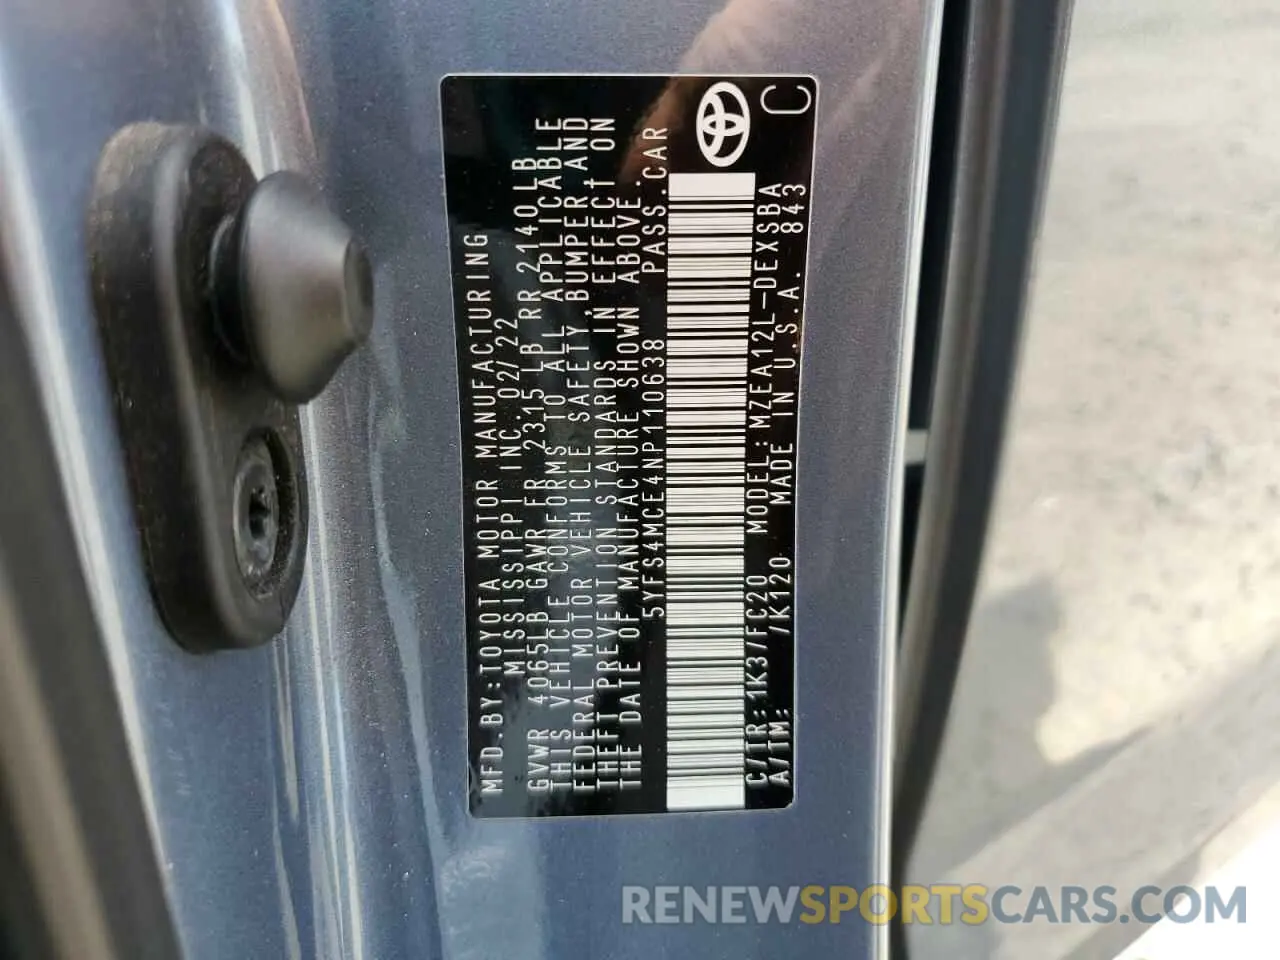 MFD.BY:TOYOTA MOTOR MANUFACTURING
MISSISSIPPI INC. 02/22
GVWR 4065LB GAWR FR 2315 LB RR 2140LB
THIS VEHICLE CONFORMS TO ALL APPLICABLE
FEDERAL MOTOR VEHICLE SAFETY, BUMPER, AND
THEFT PREVENTION STANDARDS IN EFFECT ON
THE DATE OF MANUFACTURE SHOWN ABOVE.
5YFS4MCE4NP110638 PASS.CAR
C/TR: 1K3/FC20 MODEL: MZEA12L-DEXSBA
A/TM: /K120 MADE IN U.S.A. 843
C
RENEWSPORTSCARS.COM